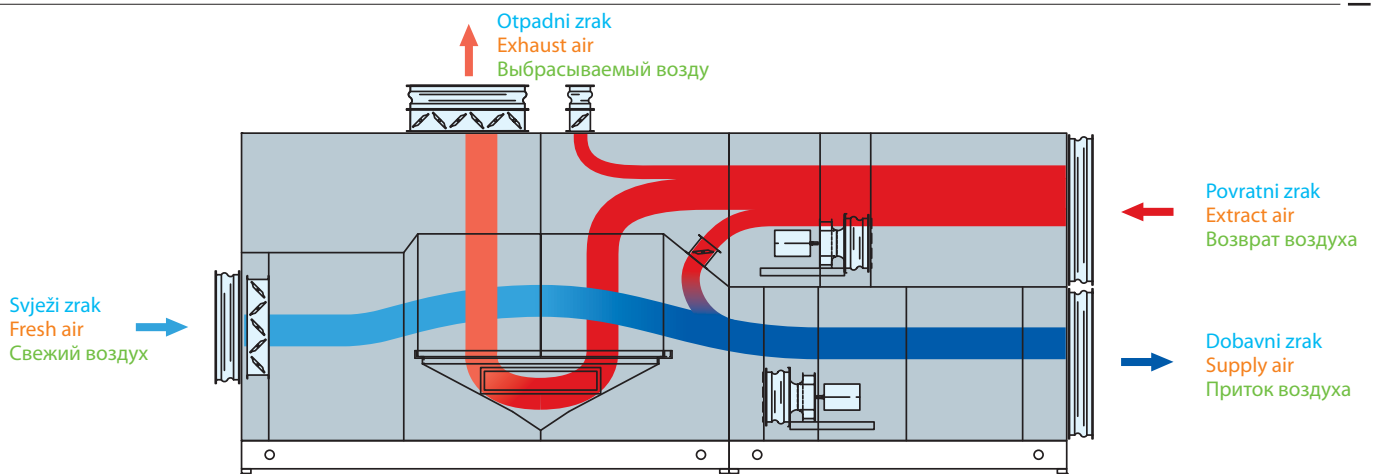 Otpadni zrak
Exhaust air
Выбрасываемый возду
Povratni zrak
Extract air
Возврат воздуха
Svježi zrak
Fresh air
Свежий воздух
Dobavni zrak
Supply air
Приток воздуха